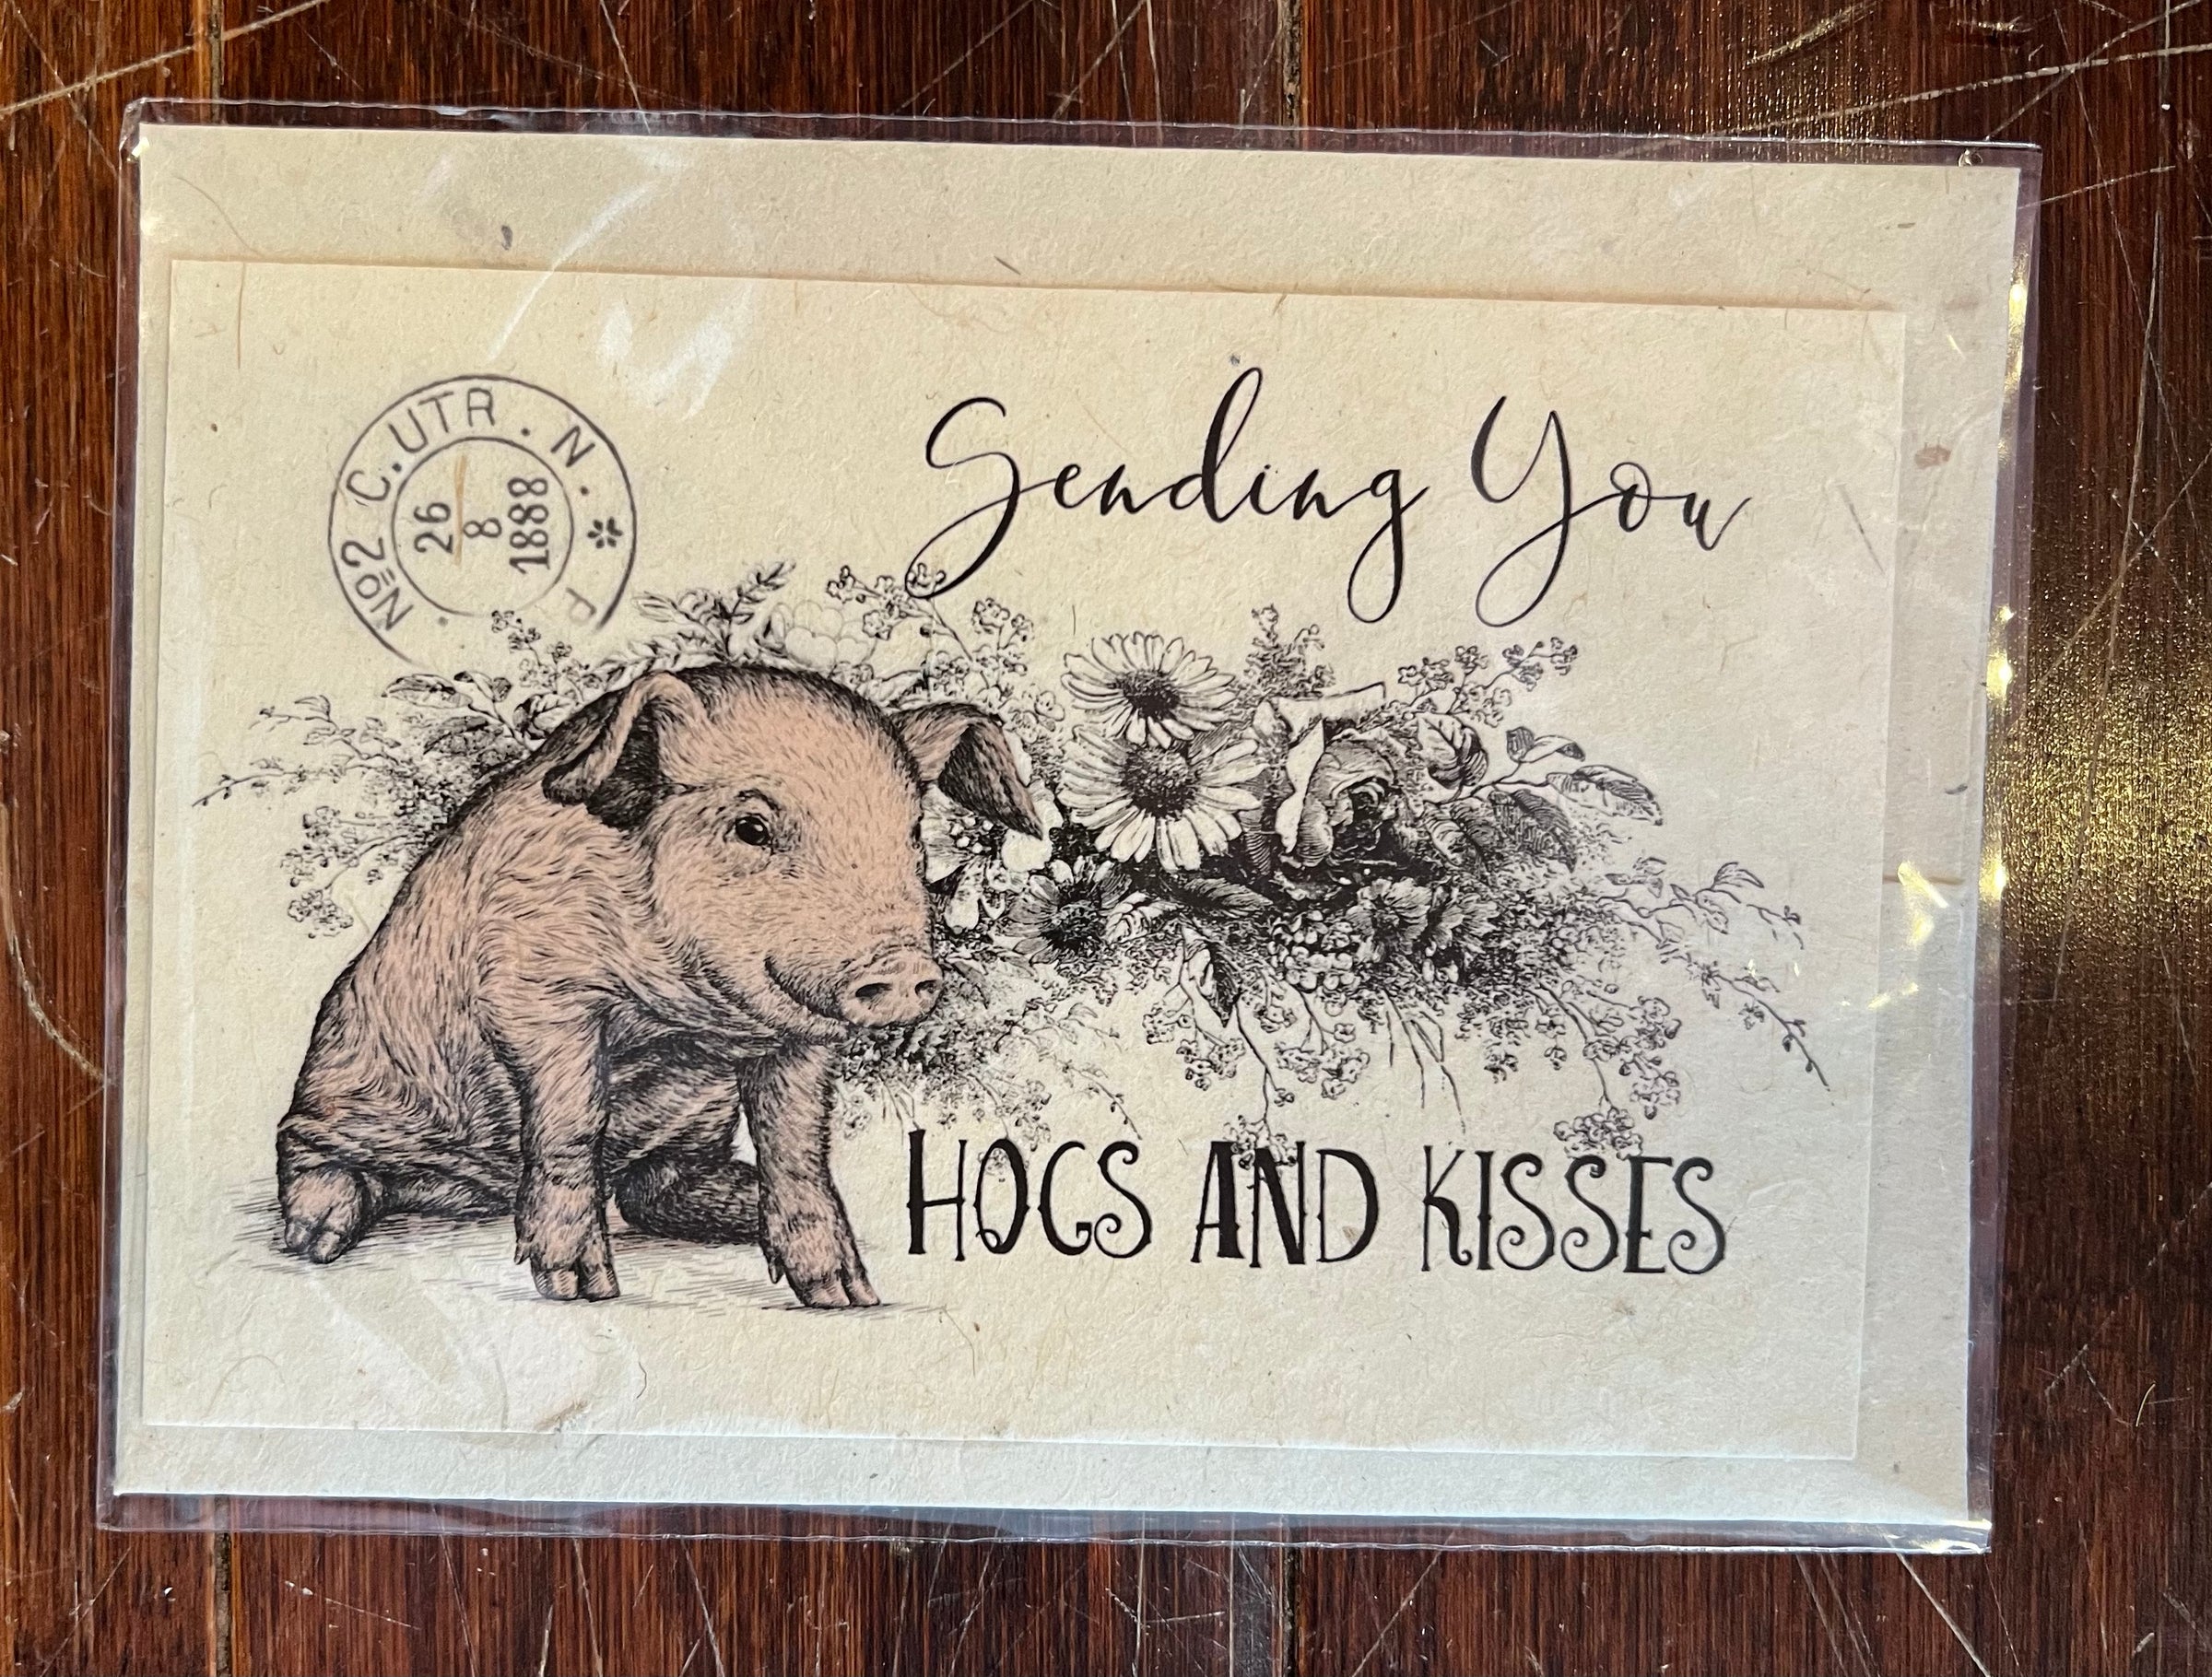 No2 C.UTR. N. * P
26
8
1888
Sending You
HOGS AND KISSES